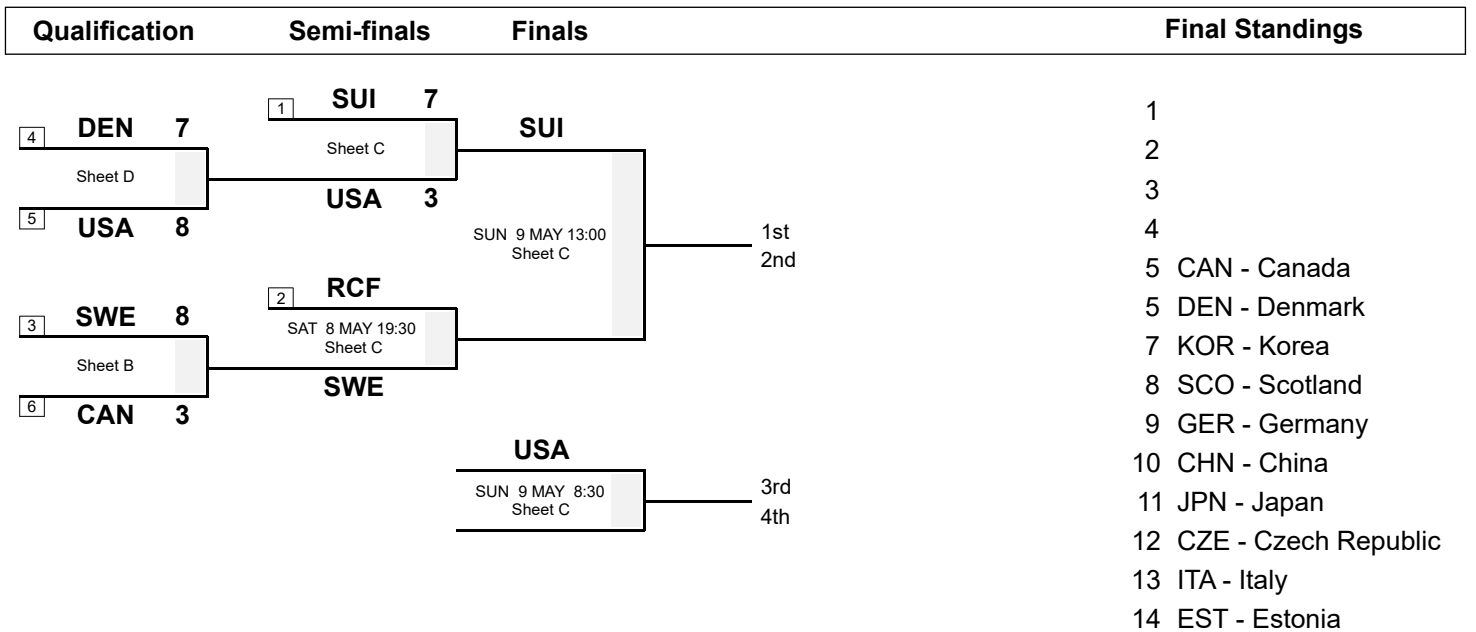 Qualification Semi-finals Finals Final Standings
1 SUI 7
4 DEN 7
Sheet C
SUI
Sheet D
USA 3
5 USA 8
SUN 9 MAY 13:00
Sheet C
1st
2nd
2 RCF
3 SWE 8
SAT 8 MAY 19:30
Sheet C
Sheet B
SWE
6 CAN 3
USA
SUN 9 MAY 8:30
Sheet C
3rd
4th
1
2
3
4
5 CAN - Canada
5 DEN - Denmark
7 KOR - Korea
8 SCO - Scotland
9 GER - Germany
10 CHN - China
11 JPN - Japan
12 CZE - Czech Republic
13 ITA - Italy
14 EST - Estonia